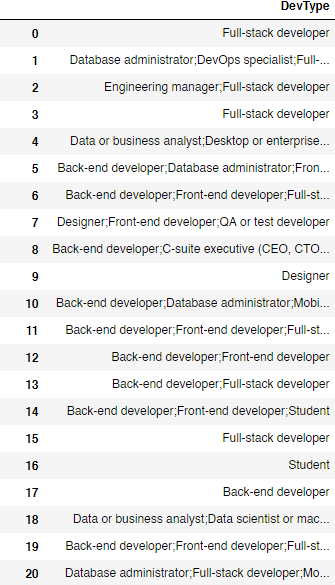 DevType
0 Full-stack developer
1 Database administrator;DevOps specialist;Full-...
2 Engineering manager;Full-stack developer
3 Full-stack developer
4 Data or business analyst;Desktop or enterprise...
5 Back-end developer;Database administrator;Fron...
6 Back-end developer;Front-end developer;Full-st...
7 Designer;Front-end developer;QA or test developer
8 Back-end developer;C-suite executive (CEO, CTO...
9 Designer
10 Back-end developer;Database administrator;Mobi...
11 Back-end developer;Front-end developer;Full-st...
12 Back-end developer;Front-end developer
13 Back-end developer;Full-stack developer
14 Back-end developer;Front-end developer;Student
15 Full-stack developer
16 Student
17 Back-end developer
18 Data or business analyst;Data scientist or mac...
19 Back-end developer;Front-end developer;Full-st...
20 Database administrator;Full-stack developer;Mo...